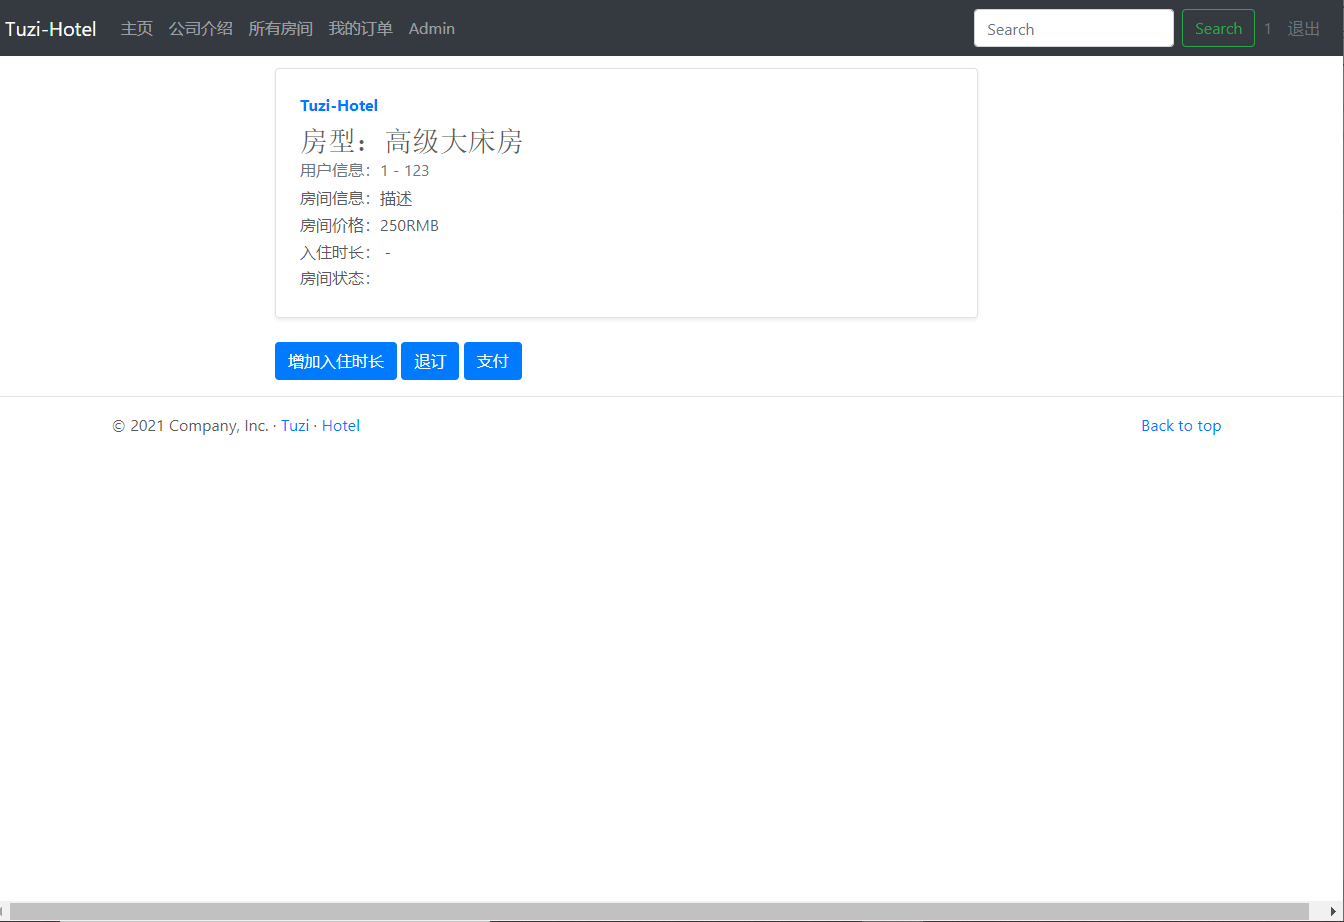 Tuzi-Hotel 主页 公司介绍 所有房间 我的订单 Admin Search Search 1 退出
Tuzi-Hotel
房型：高级大床房
用户信息：1 - 123
房间信息：描述
房间价格：250RMB
入住时长： -
房间状态：
增加入住时长 退订 支付
© 2021 Company, Inc. · Tuzi · Hotel Back to top